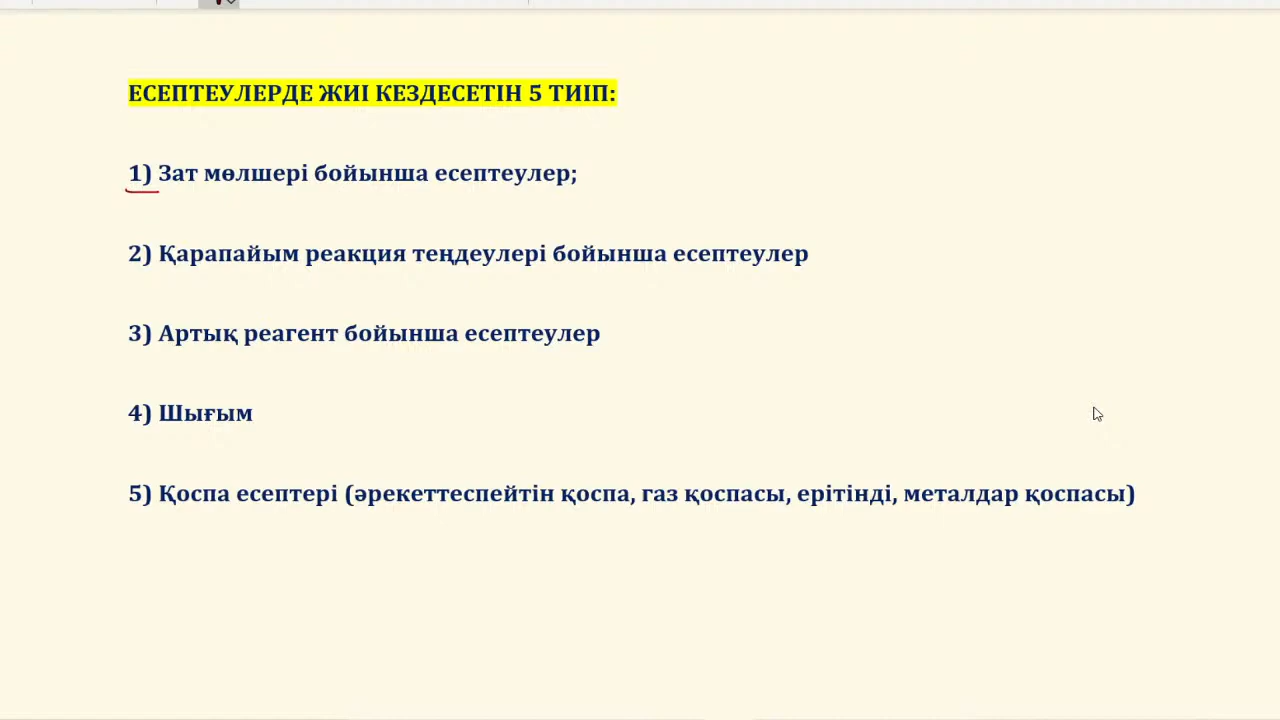 ЕСЕПТЕУЛЕРДЕ ЖИІ КЕЗДЕСЕТІН 5 ТИІП:
1) Зат мөлшері бойынша есептеулер;
2) Қарапайым реакция теңдеулері бойынша есептеулер
3) Артық реагент бойынша есептеулер
4) Шығым
5) Қоспа есептері (әрекеттеспейтін қоспа, газ қоспасы, ерітінді, металдар қоспасы)